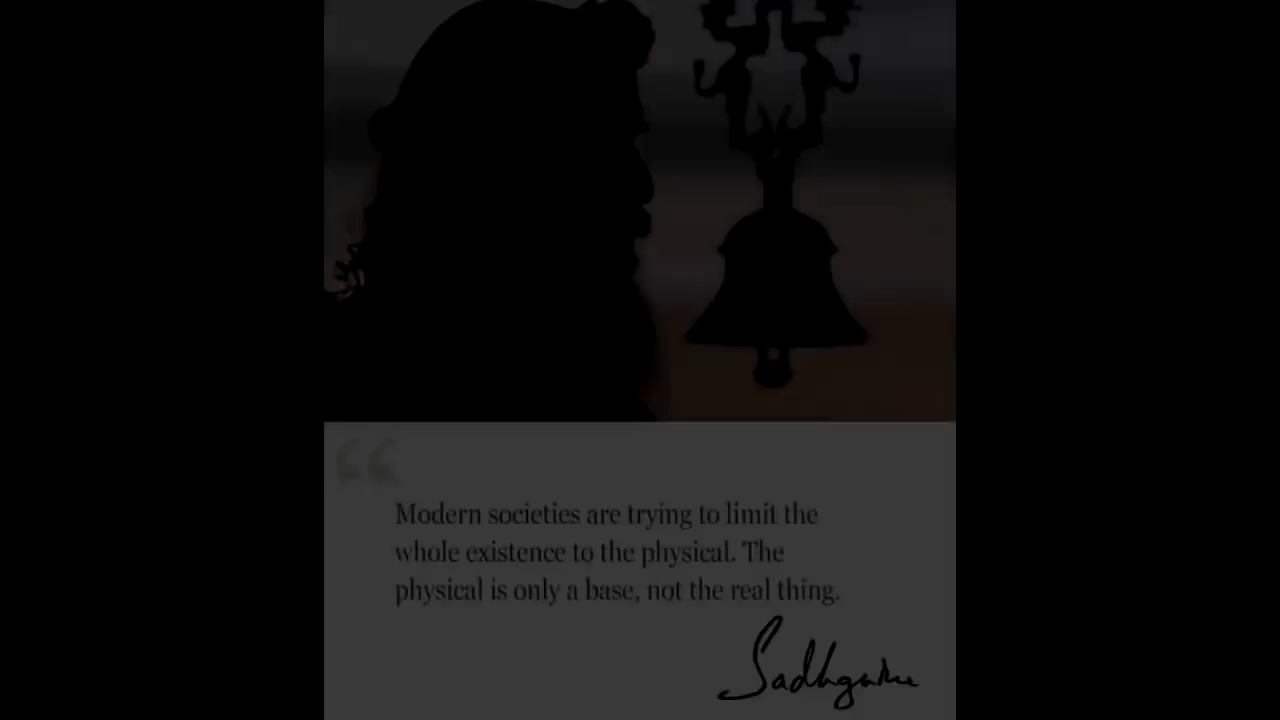 “
Modern societies are trying to limit the
whole existence to the physical. The
physical is only a base, not the real thing.
Sadhguru